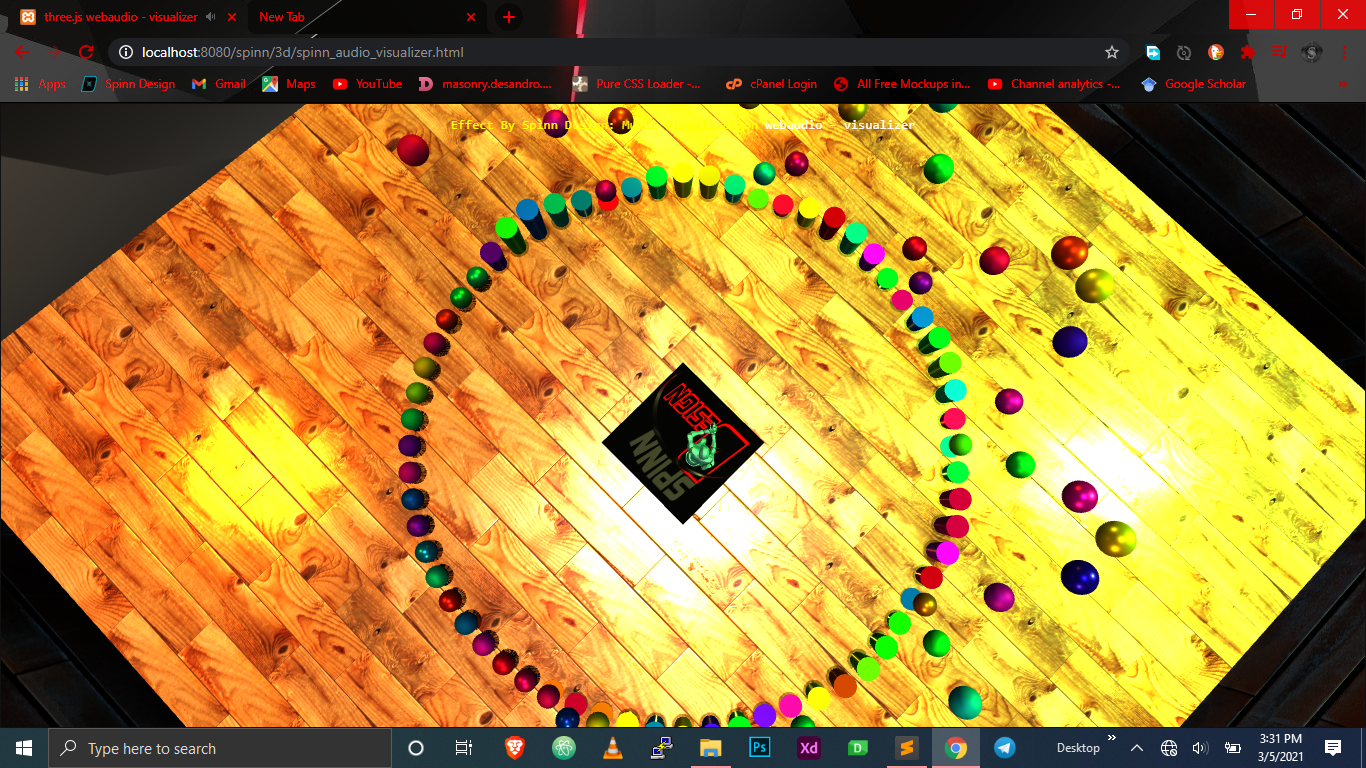 three.js webaudio - visualizer
New Tab
localhost:8080/spinn/3d/spinn_audio_visualizer.html
Apps
Spinn Design
Gmail
Maps
YouTube
masonry.desandro....
Pure CSS Loader -...
cPanel Login
All Free Mockups in...
Channel analytics -...
Google Scholar
Effect By Spinn Design: webaudio - visualizer
SPINN
Type here to search
Ps
Xd
D
Desktop
3:31 PM
3/5/2021